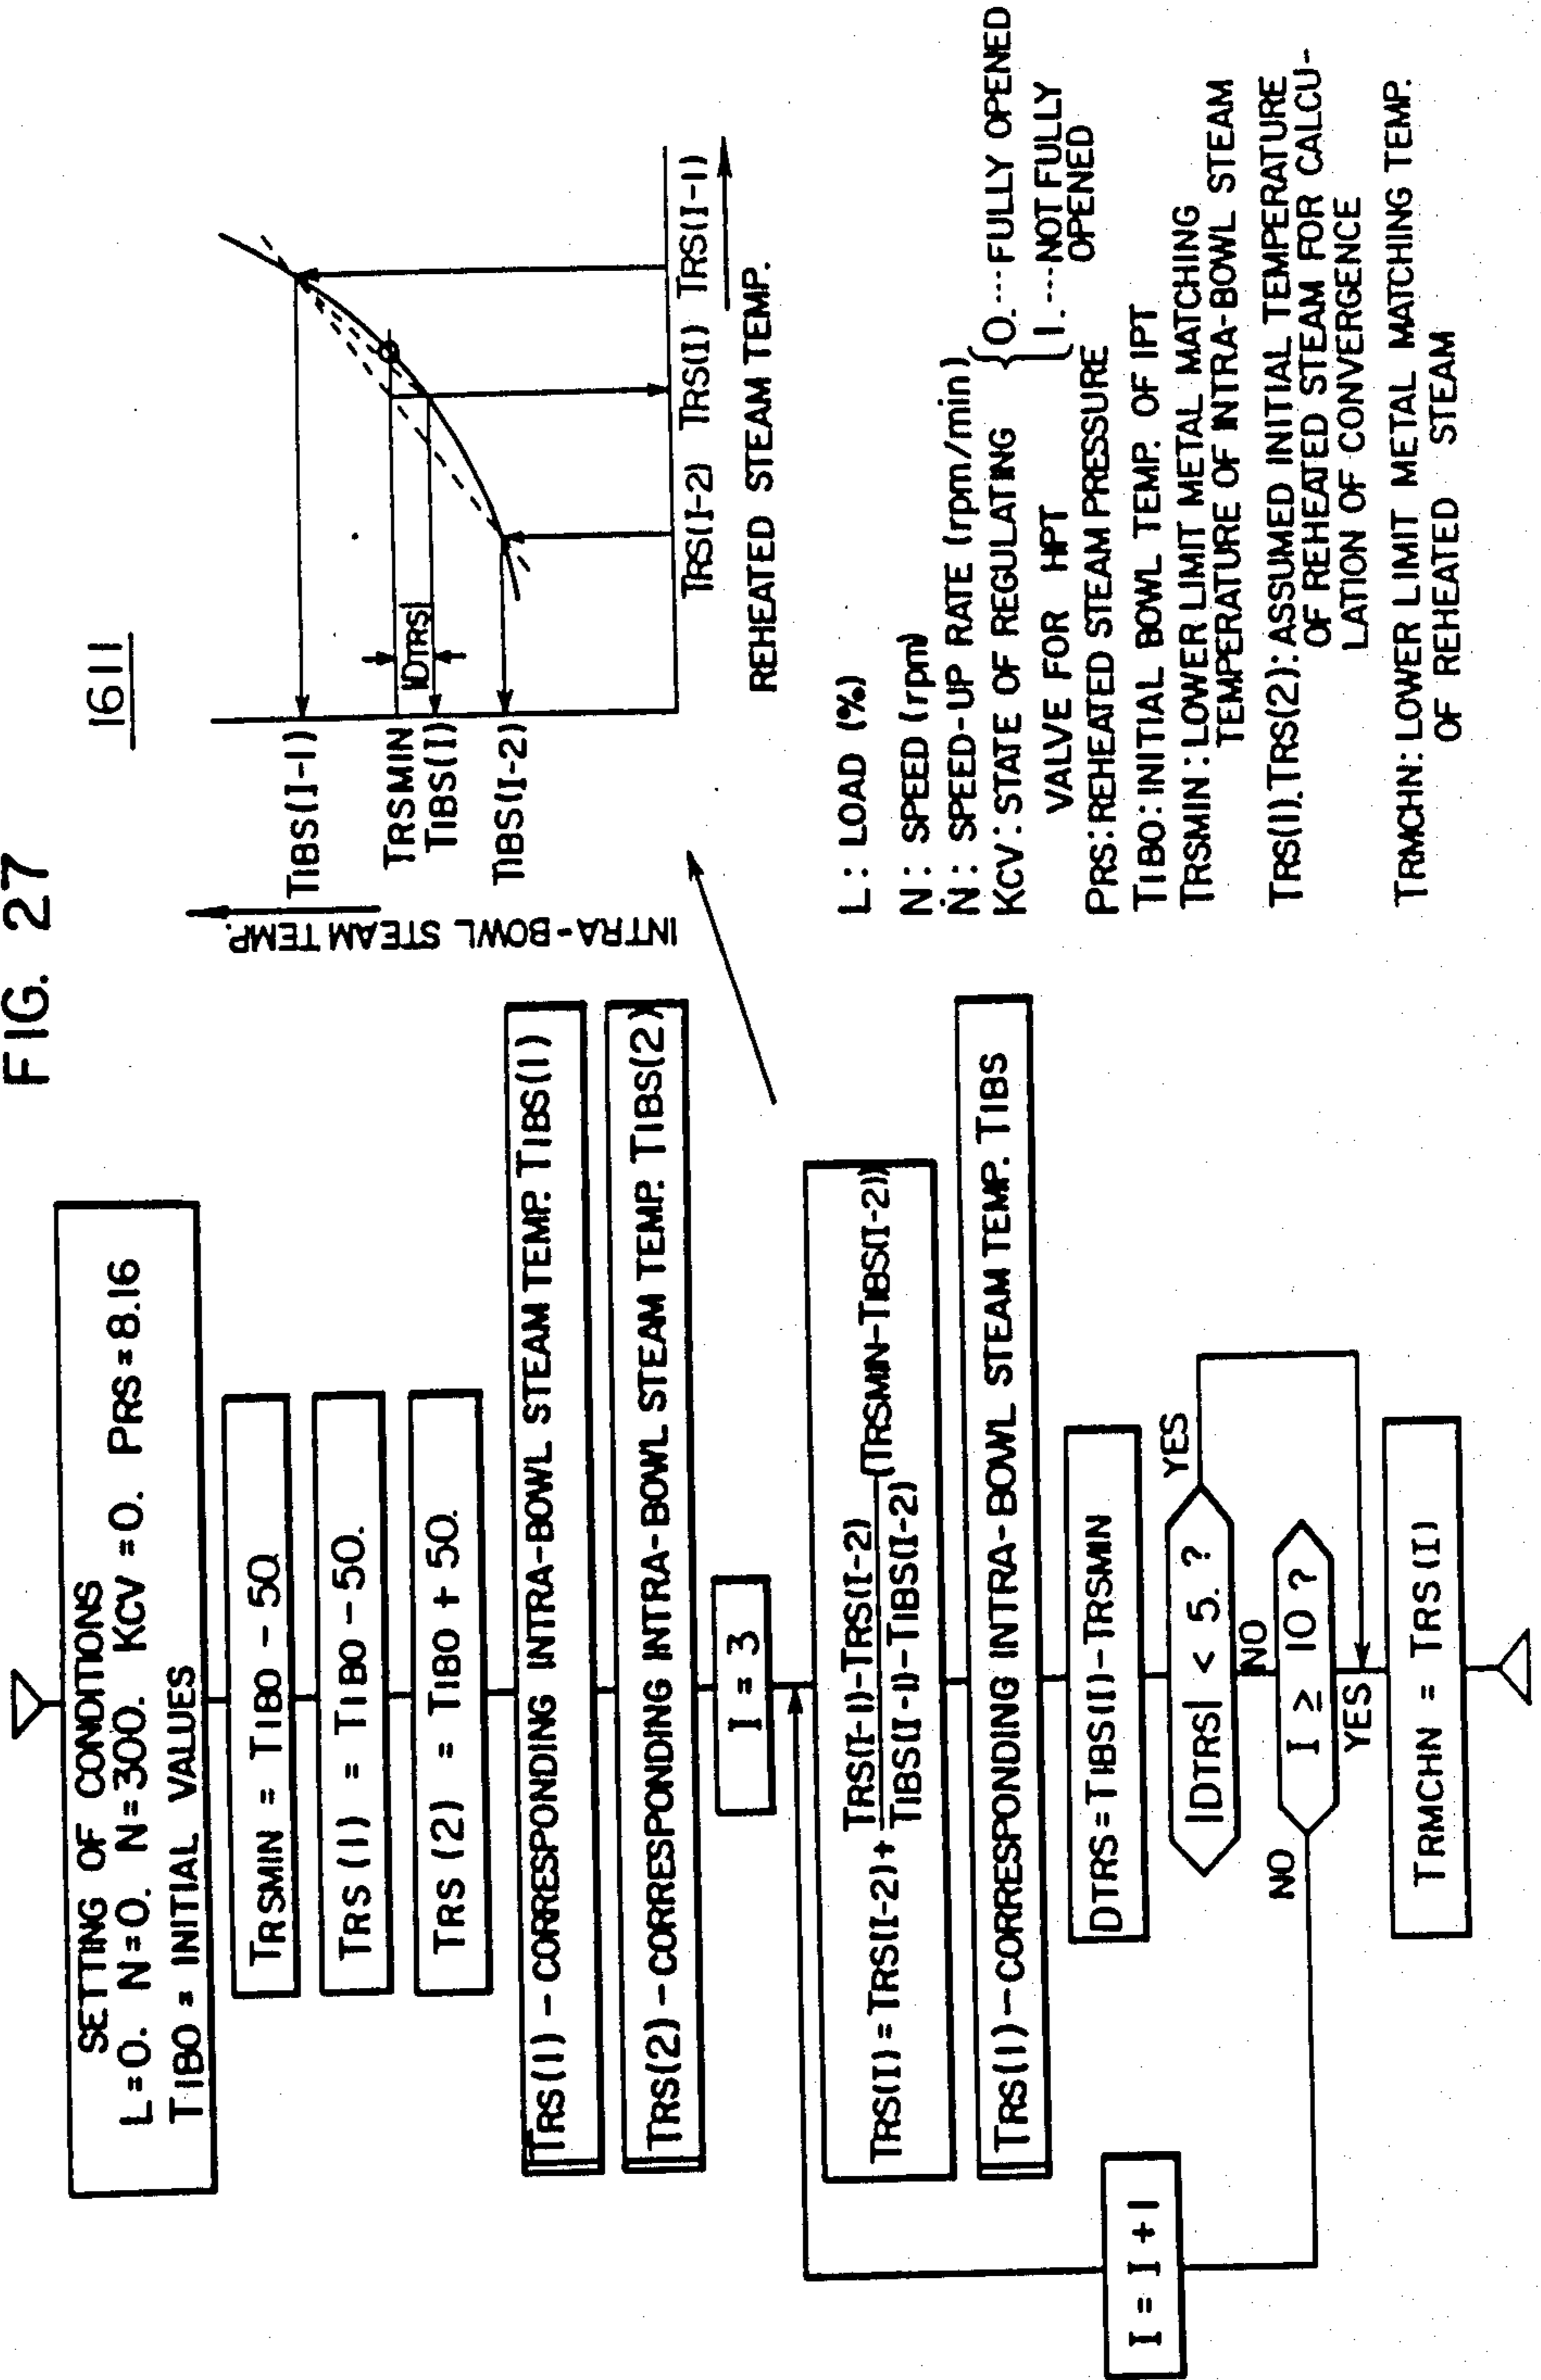 FIG. 27
1611
SETTING OF CONDITIONS
L=0. N=0. N=300. KCV=0. PRS=8.16
TIBO = INITIAL VALUES
TRSMIN = TIBO - 50.
TRS(1) = TIBO - 50.
TRS(2) = TIBO + 50.
TRS(1) - CORRESPONDING INTRA-BOWL STEAM TEMP. TIBS(1)
TRS(2) - CORRESPONDING INTRA-BOWL STEAM TEMP. TIBS(2)
I = 3
TRS(I) = TRS(I-2) + TRS(I-1)-TRS(I-2) (TRSMIN-TIBS(I-2))
TIBS(I-1)-TIBS(I-2)
TRS(1) - CORRESPONDING INTRA-BOWL STEAM TEMP. TIBS
DTRS = TIBS(I) - TRSMIN
|DTRS| < 5. ?
YES
NO
I ≥ 10 ?
NO
YES
I = I + 1
TRMCHN = TRS(I)
INTRA-BOWL STEAM TEMP.
TIBS(I-1)
TRSMIN
TIBS(I)
TIBS(I-2)
|DTRS|
TRS(I-2) TRS(I) TRS(I-1)
REHEATED STEAM TEMP.
L : LOAD (%)
N : SPEED (rpm)
Ṅ : SPEED-UP RATE (rpm/min)
KCV : STATE OF REGULATING
VALVE FOR HPT
0. ---- FULLY OPENED
1. ---- NOT FULLY
OPENED
PRS : REHEATED STEAM PRESSURE
TIBO : INITIAL BOWL TEMP. OF IPT
TRSMIN : LOWER LIMIT METAL MATCHING
TEMPERATURE OF INTRA-BOWL STEAM
TRS(1), TRS(2) : ASSUMED INITIAL TEMPERATURE
OF REHEATED STEAM FOR CALCU-
LATION OF CONVERGENCE
TRMCHN : LOWER LIMIT METAL MATCHING TEMP.
OF REHEATED STEAM